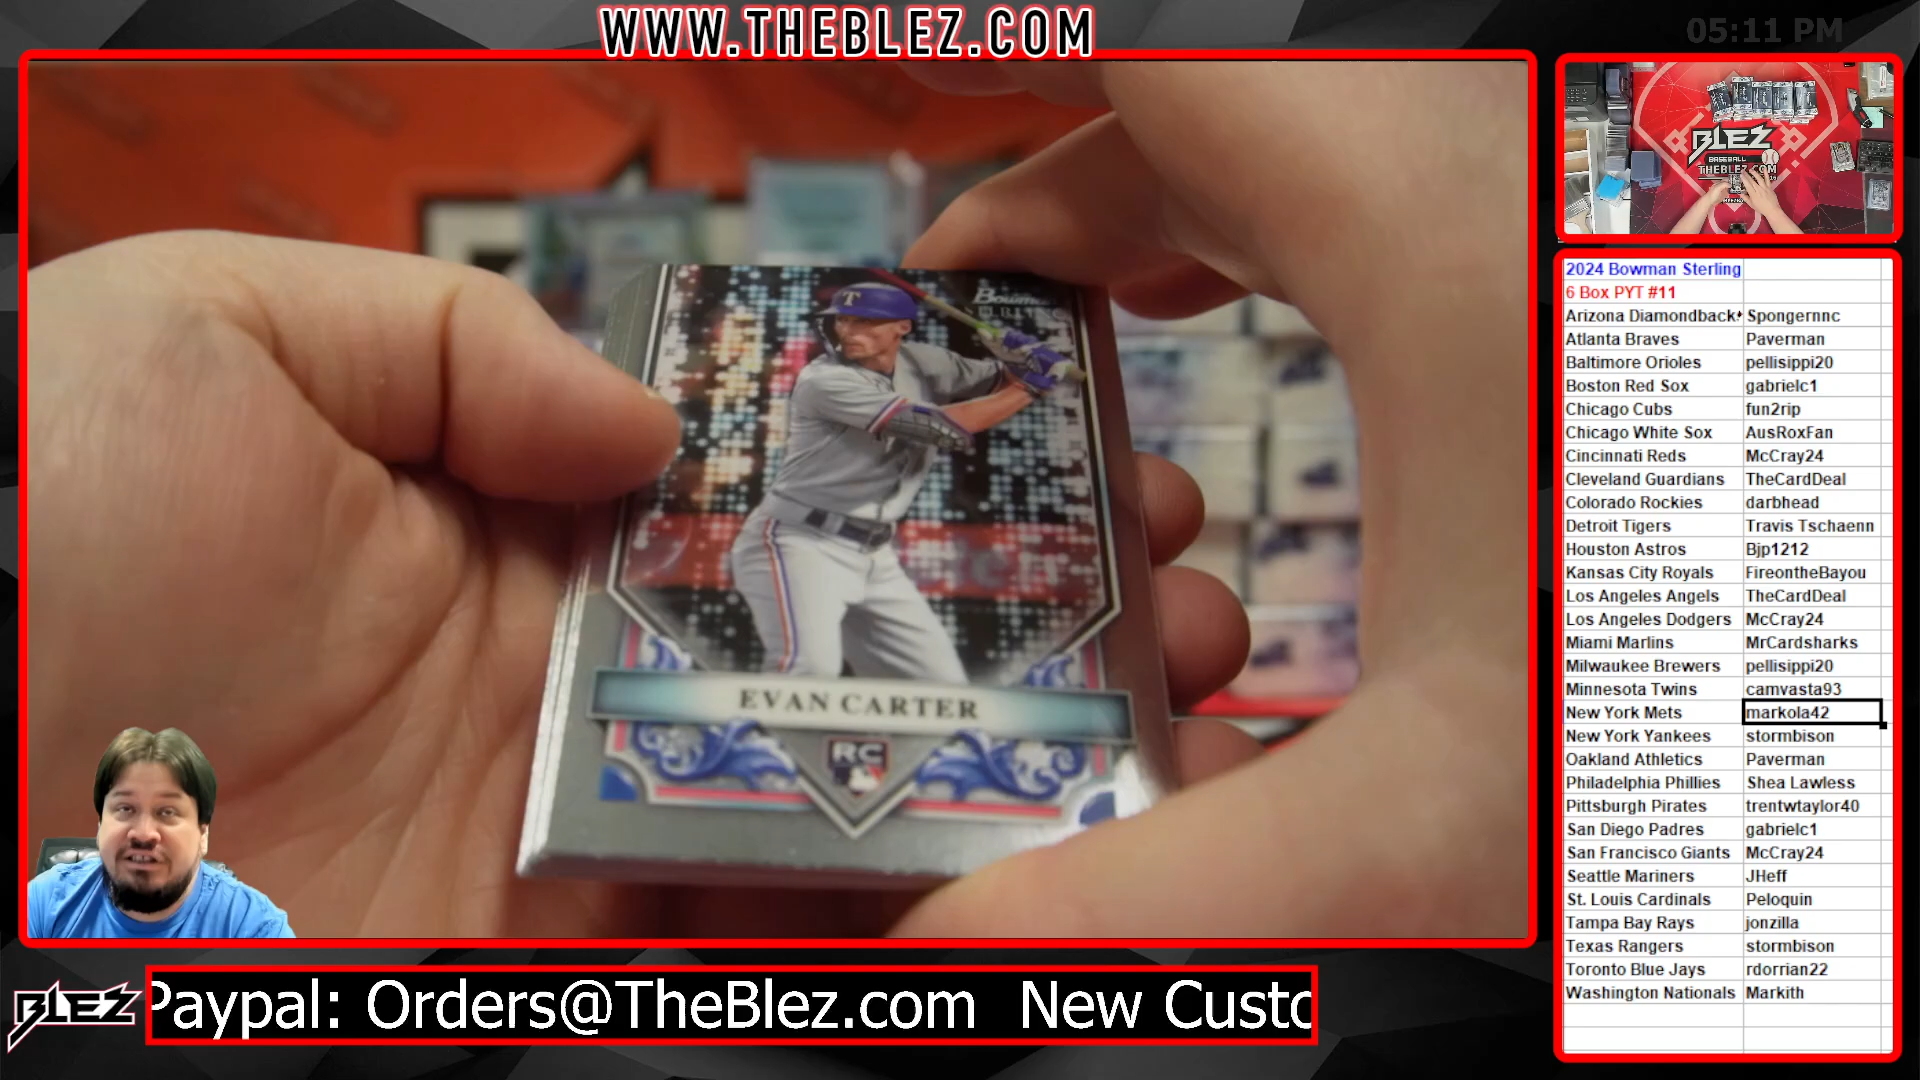 WWW.THEBLEZ.COM
05:11 PM
T
Bowman
STERLING
EVAN CARTER
RC
BLEZ
BASEBALL
THEBLEZ.COM
2024 Bowman Sterling
6 Box PYT #11
Arizona Diamondback Spongernnc
Atlanta Braves Paverman
Baltimore Orioles pellisippi20
Boston Red Sox gabrielc1
Chicago Cubs fun2rip
Chicago White Sox AusRoxFan
Cincinnati Reds McCray24
Cleveland Guardians TheCardDeal
Colorado Rockies darbhead
Detroit Tigers Travis Tschaenn
Houston Astros Bjp1212
Kansas City Royals FireontheBayou
Los Angeles Angels TheCardDeal
Los Angeles Dodgers McCray24
Miami Marlins MrCardsharks
Milwaukee Brewers pellisippi20
Minnesota Twins camvasta93
New York Mets markola42
New York Yankees stormbison
Oakland Athletics Paverman
Philadelphia Phillies Shea Lawless
Pittsburgh Pirates trentwtaylor40
San Diego Padres gabrielc1
San Francisco Giants McCray24
Seattle Mariners JHeff
St. Louis Cardinals Peloquin
Tampa Bay Rays jonzilla
Texas Rangers stormbison
Toronto Blue Jays rdorrian22
Washington Nationals Markith
BLEZ
Paypal: Orders@TheBlez.com New Custo